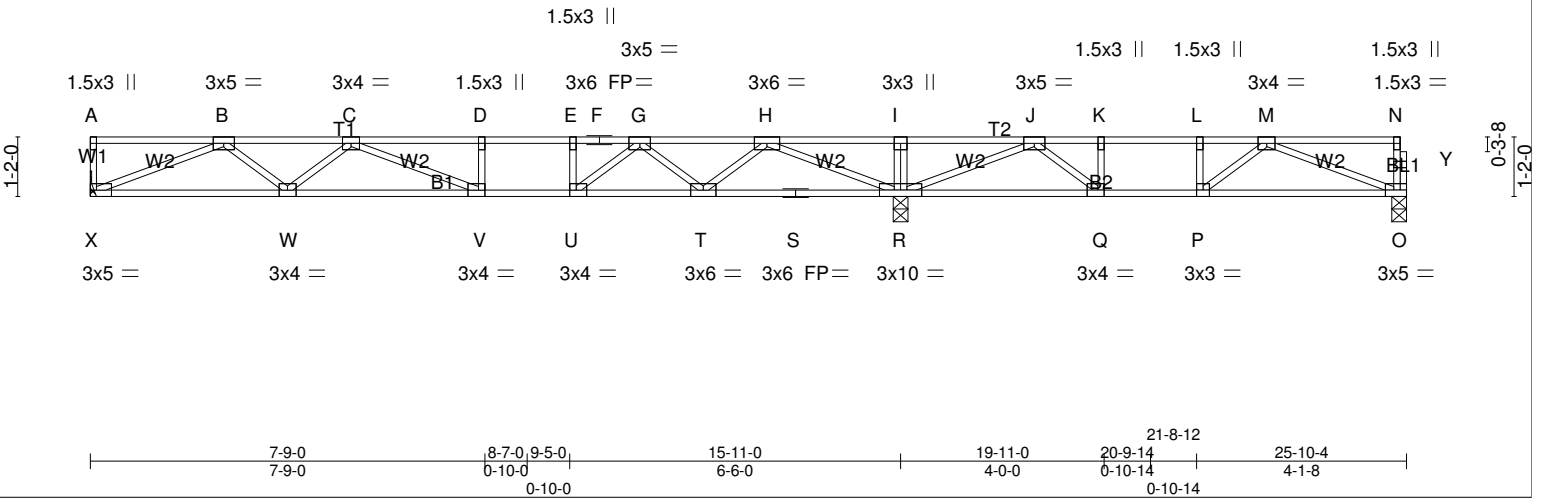 1.5x3 ||
3x5 = 1.5x3 || 1.5x3 || 1.5x3 ||
1.5x3 || 3x5 = 3x4 = 1.5x3 || 3x6 FP= 3x6 = 3x3 || 3x5 = 3x4 = 1.5x3 =
A B C D E F G H I J K L M N
T1 T2
W1 W2 W2 W2 W2 W2 BL1 Y
B1 B2
1-2-0 0-3-8 1-2-0
X W V U T S R Q P O
3x5 = 3x4 = 3x4 = 3x4 = 3x6 = 3x6 FP= 3x10 = 3x4 = 3x3 = 3x5 =
21-8-12
7-9-0 8-7-0 9-5-0 15-11-0 19-11-0 20-9-14 25-10-4
7-9-0 0-10-0 6-6-0 4-0-0 0-10-14 4-1-8
0-10-0 0-10-14